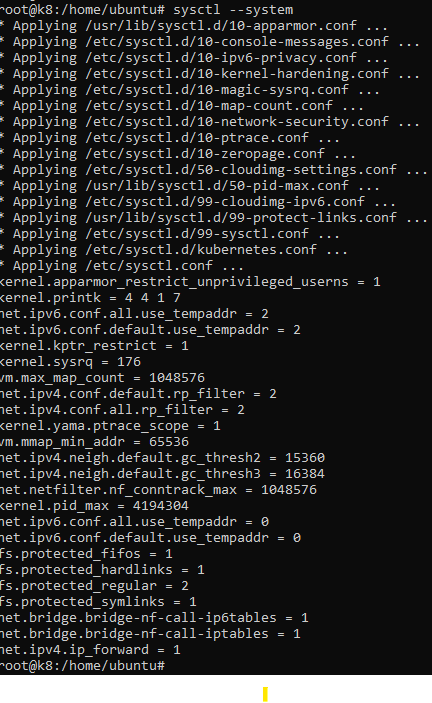 root@k8:/home/ubuntu# sysctl --system
* Applying /usr/lib/sysctl.d/10-apparmor.conf ...
* Applying /etc/sysctl.d/10-console-messages.conf ...
* Applying /etc/sysctl.d/10-ipv6-privacy.conf ...
* Applying /etc/sysctl.d/10-kernel-hardening.conf ...
* Applying /etc/sysctl.d/10-magic-sysrq.conf ...
* Applying /etc/sysctl.d/10-map-count.conf ...
* Applying /etc/sysctl.d/10-network-security.conf ...
* Applying /etc/sysctl.d/10-ptrace.conf ...
* Applying /etc/sysctl.d/10-zeropage.conf ...
* Applying /etc/sysctl.d/50-cloudimg-settings.conf ...
* Applying /usr/lib/sysctl.d/50-pid-max.conf ...
* Applying /etc/sysctl.d/99-cloudimg-ipv6.conf ...
* Applying /usr/lib/sysctl.d/99-protect-links.conf ...
* Applying /etc/sysctl.d/99-sysctl.conf ...
* Applying /etc/sysctl.d/kubernetes.conf ...
* Applying /etc/sysctl.conf ...
kernel.apparmor_restrict_unprivileged_userns = 1
kernel.printk = 4 4 1 7
net.ipv6.conf.all.use_tempaddr = 2
net.ipv6.conf.default.use_tempaddr = 2
kernel.kptr_restrict = 1
kernel.sysrq = 176
vm.max_map_count = 1048576
net.ipv4.conf.default.rp_filter = 2
net.ipv4.conf.all.rp_filter = 2
kernel.yama.ptrace_scope = 1
vm.mmap_min_addr = 65536
net.ipv4.neigh.default.gc_thresh2 = 15360
net.ipv4.neigh.default.gc_thresh3 = 16384
net.netfilter.nf_conntrack_max = 1048576
kernel.pid_max = 4194304
net.ipv6.conf.all.use_tempaddr = 0
net.ipv6.conf.default.use_tempaddr = 0
fs.protected_fifos = 1
fs.protected_hardlinks = 1
fs.protected_regular = 2
fs.protected_symlinks = 1
net.bridge.bridge-nf-call-ip6tables = 1
net.bridge.bridge-nf-call-iptables = 1
net.ipv4.ip_forward = 1
root@k8:/home/ubuntu#